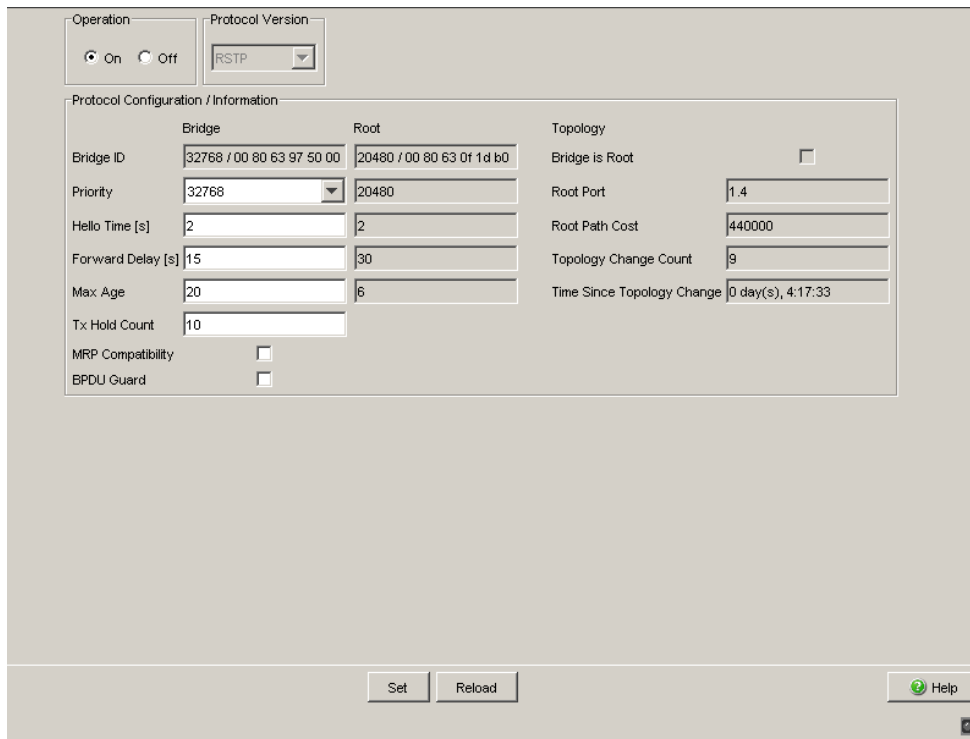 Operation
Protocol Version
On Off
RSTP
Protocol Configuration / Information
Bridge Root Topology
Bridge ID 32768 / 00 80 63 97 50 00 20480 / 00 80 63 0f 1d b0 Bridge is Root
Priority 32768 20480 Root Port 1.4
Hello Time [s] 2 2 Root Path Cost 440000
Forward Delay [s] 15 30 Topology Change Count 9
Max Age 20 6 Time Since Topology Change 0 day(s), 4:17:33
Tx Hold Count 10
MRP Compatibility
BPDU Guard
Set Reload Help